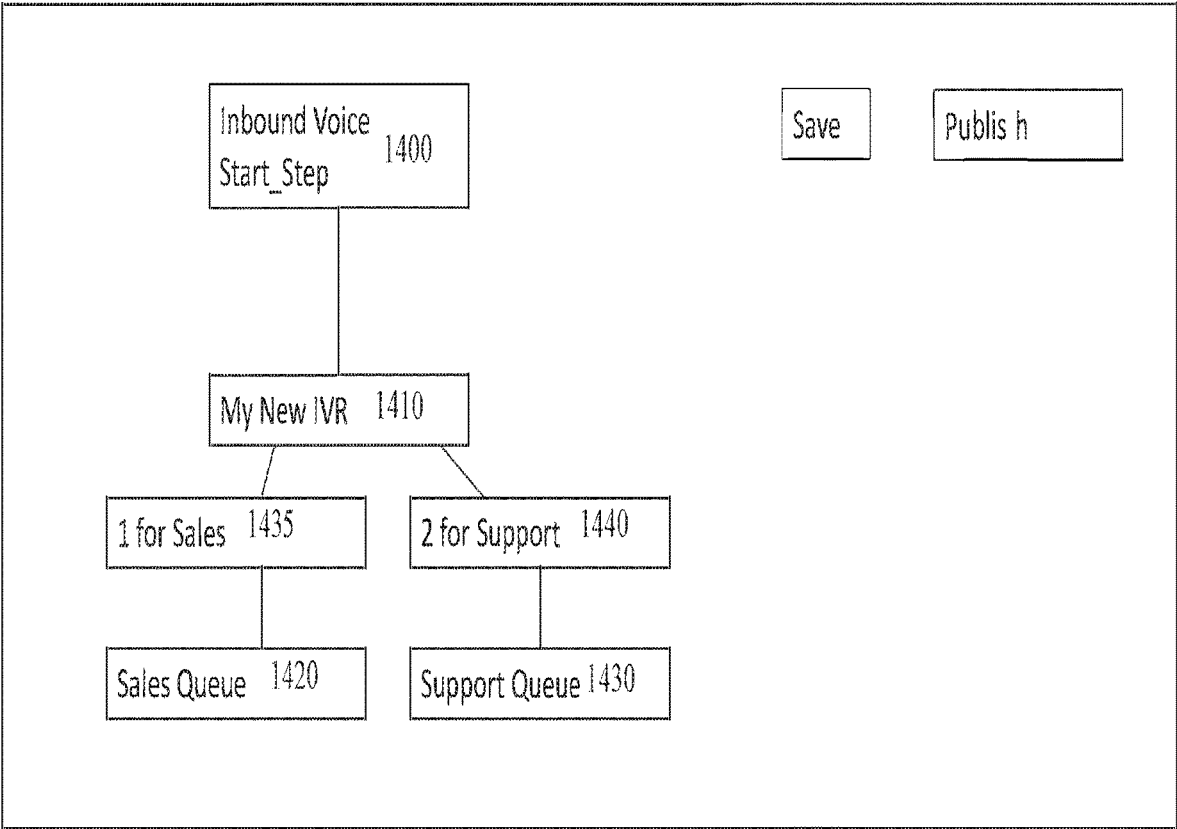 Inbound Voice
Start_Step 1400
Save
Publis h
My New IVR 1410
1 for Sales 1435
2 for Support 1440
Sales Queue 1420
Support Queue 1430